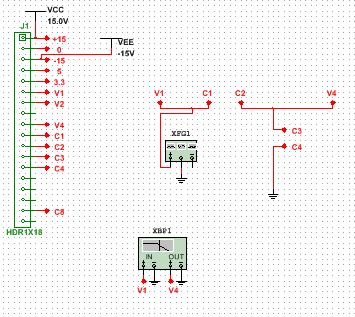 VCC
15.0V
J1
+15
0
-15
5
3.3
V1
V2
V4
C1
C2
C3
C4
C8
HDR1X18
VEE
-15V
V1 C1 C2 V4
C3
C4
XFG1
XBP1
IN OUT
V1 V4